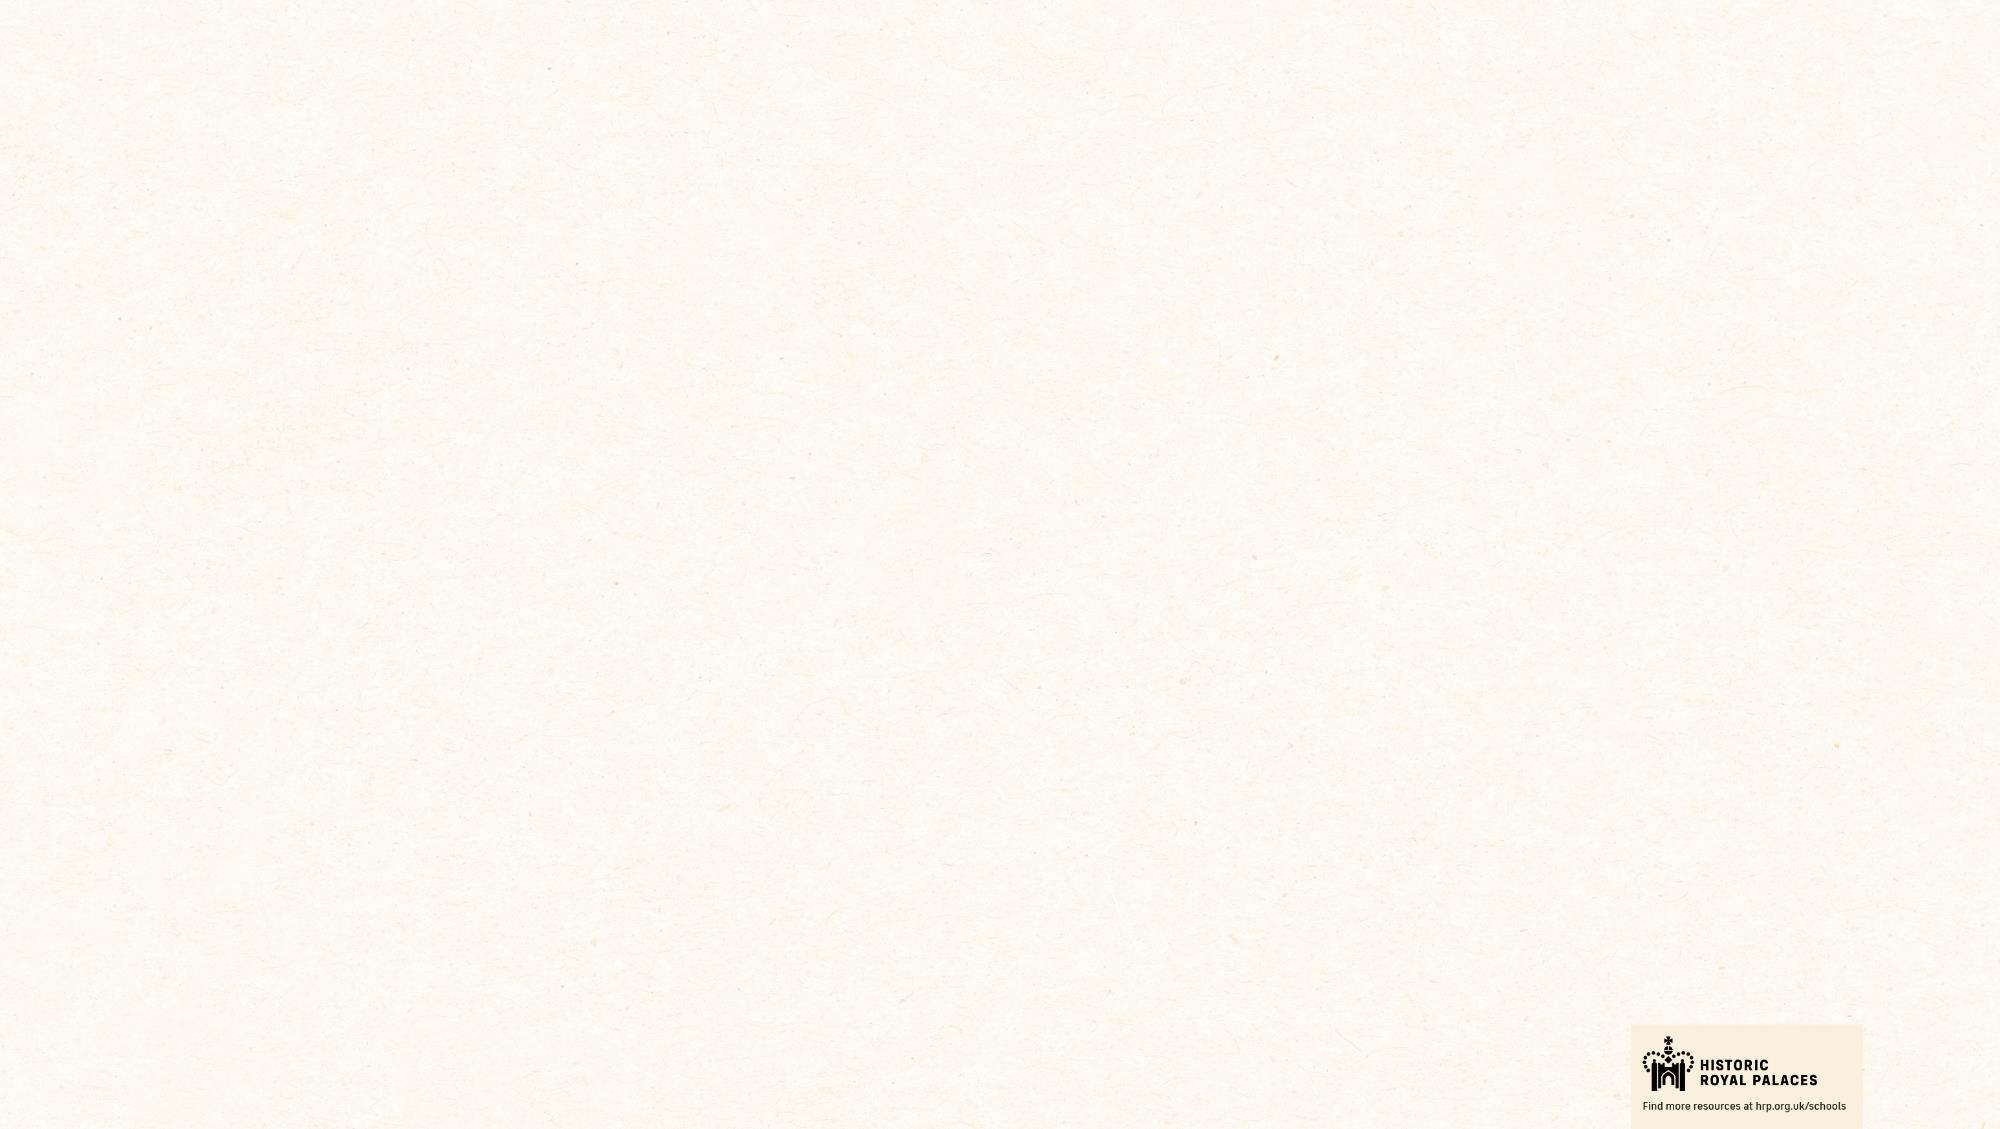 HISTORIC
ROYAL PALACES
Find more resources at hrp.org.uk/schools